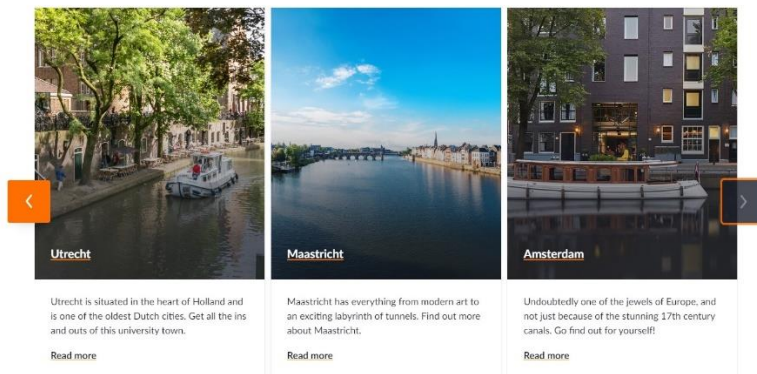 Utrecht
Utrecht is situated in the heart of Holland and
is one of the oldest Dutch cities. Get all the ins
and outs of this university town.
Read more
Maastricht
Maastricht has everything from modern art to
an exciting labyrinth of tunnels. Find out more
about Maastricht.
Read more
Amsterdam
Undoubtedly one of the jewels of Europe, and
not just because of the stunning 17th century
canals. Go find out for yourself!
Read more